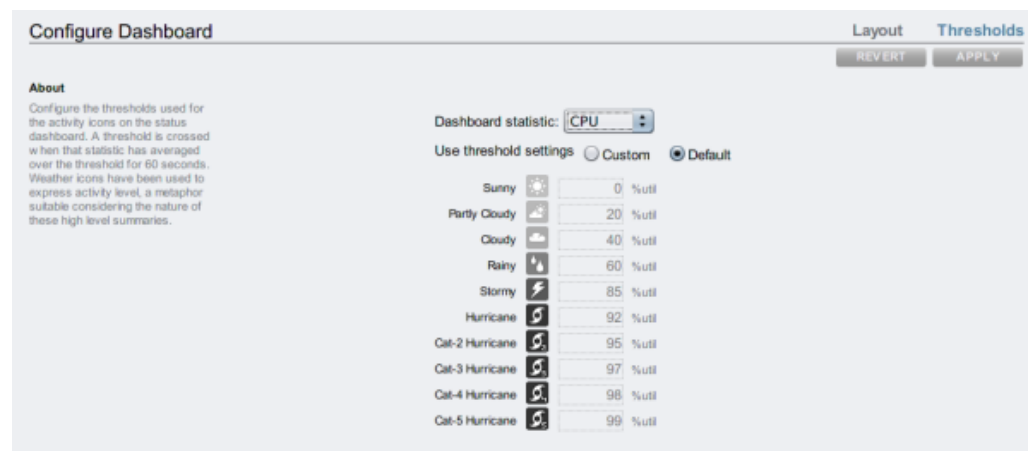 Configure Dashboard
Layout Thresholds
REVERT APPLY
About
Configure the thresholds used for
the activity icons on the status
dashboard. A threshold is crossed
when that statistic has averaged
over the threshold for 60 seconds.
Weather icons have been used to
express activity level, a metaphor
suitable considering the nature of
these high level summaries.
Dashboard statistic: CPU
Use threshold settings Custom Default
Sunny 0 %util
Partly Cloudy 20 %util
Cloudy 40 %util
Rainy 60 %util
Stormy 85 %util
Hurricane 92 %util
Cat-2 Hurricane 95 %util
Cat-3 Hurricane 97 %util
Cat-4 Hurricane 98 %util
Cat-5 Hurricane 99 %util